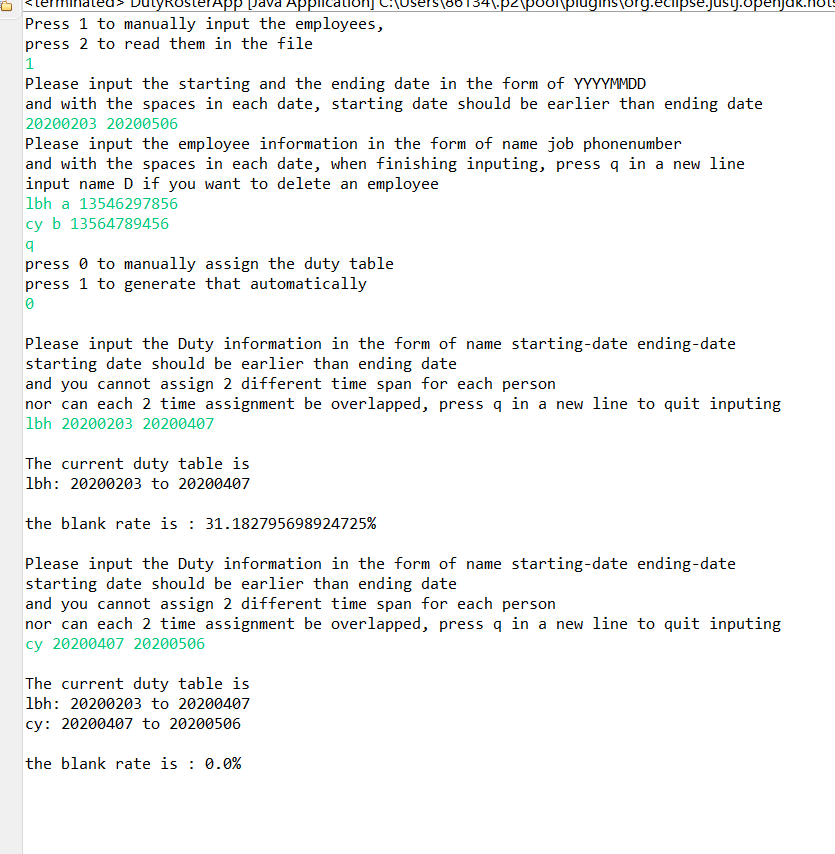 <terminated> DutyRosterApp [Java Application] C:\Users\86134\.p2\pool\plugins\org.eclipse.justj.openjdk.hots
Press 1 to manually input the employees,
press 2 to read them in the file
1
Please input the starting and the ending date in the form of YYYYMMDD
and with the spaces in each date, starting date should be earlier than ending date
20200203 20200506
Please input the employee information in the form of name job phonenumber
and with the spaces in each date, when finishing inputing, press q in a new line
input name D if you want to delete an employee
lbh a 13546297856
cy b 13564789456
q
press 0 to manually assign the duty table
press 1 to generate that automatically
0
Please input the Duty information in the form of name starting-date ending-date
starting date should be earlier than ending date
and you cannot assign 2 different time span for each person
nor can each 2 time assignment be overlapped, press q in a new line to quit inputing
lbh 20200203 20200407
The current duty table is
lbh: 20200203 to 20200407
the blank rate is : 31.182795698924725%
Please input the Duty information in the form of name starting-date ending-date
starting date should be earlier than ending date
and you cannot assign 2 different time span for each person
nor can each 2 time assignment be overlapped, press q in a new line to quit inputing
cy 20200407 20200506
The current duty table is
lbh: 20200203 to 20200407
cy: 20200407 to 20200506
the blank rate is : 0.0%